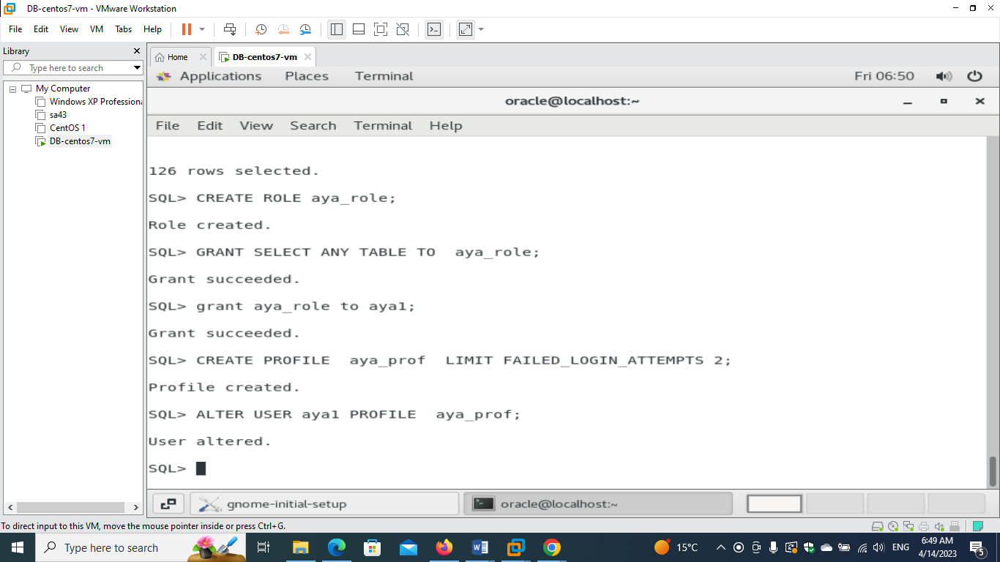 DB-centos7-vm - VMware Workstation
File Edit View VM Tabs Help
Library
Type here to search
My Computer
Windows XP Professiona
sa43
CentOS 1
DB-centos7-vm
Home
DB-centos7-vm
Applications Places Terminal Fri 06:50
oracle@localhost:~
File Edit View Search Terminal Help
126 rows selected.
SQL> CREATE ROLE aya_role;
Role created.
SQL> GRANT SELECT ANY TABLE TO  aya_role;
Grant succeeded.
SQL> grant aya_role to aya1;
Grant succeeded.
SQL> CREATE PROFILE  aya_prof  LIMIT FAILED_LOGIN_ATTEMPTS 2;
Profile created.
SQL> ALTER USER aya1 PROFILE  aya_prof;
User altered.
SQL>
gnome-initial-setup
oracle@localhost:~
To direct input to this VM, move the mouse pointer inside or press Ctrl+G.
Type here to search
15°C
ENG
6:49 AM
4/14/2023
5